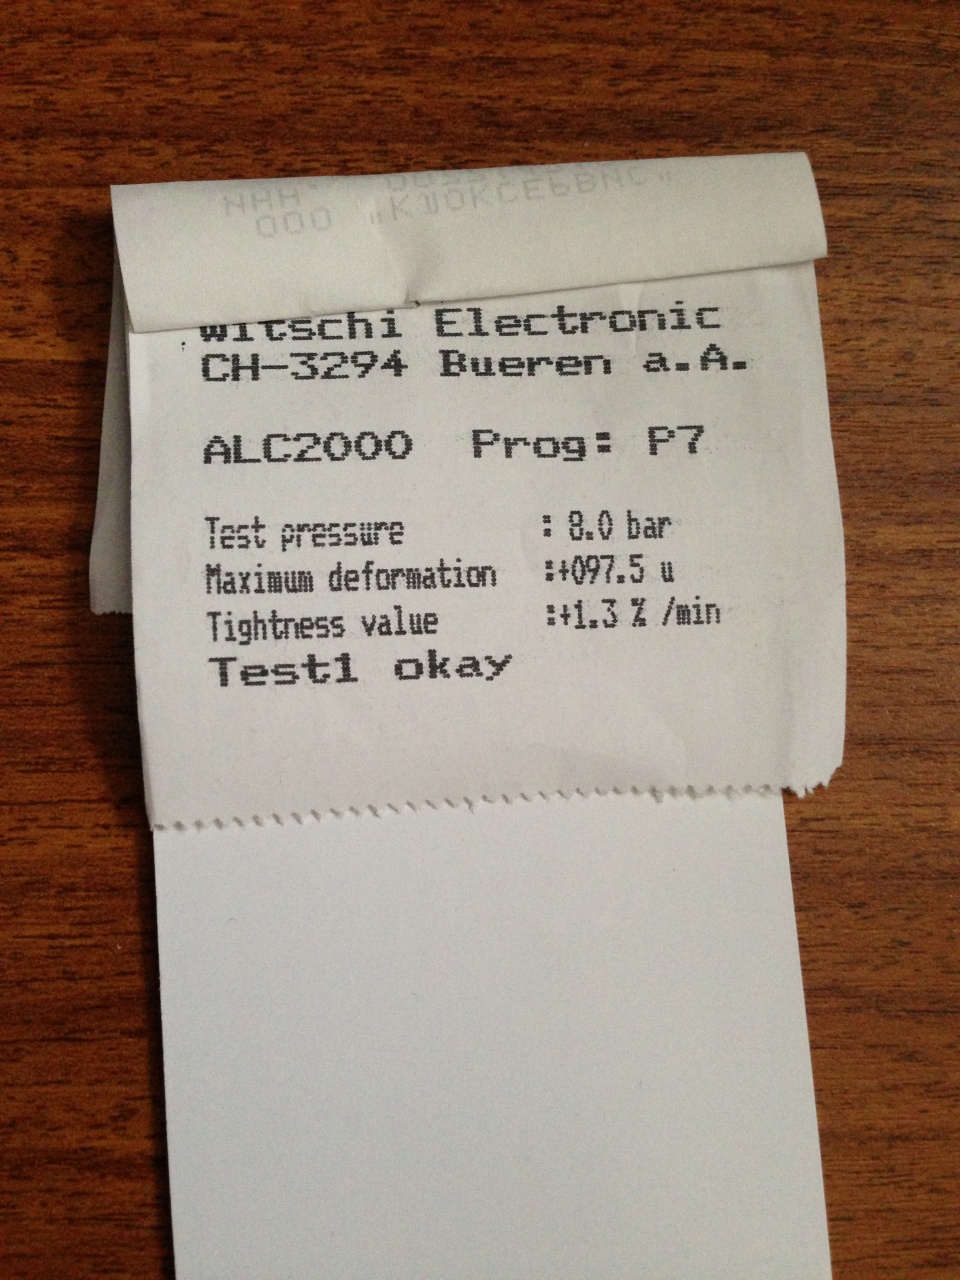 Witschi Electronic
CH-3294 Bueren a.A.
ALC2000 Prog: P7
Test pressure : 8.0 bar
Maximum deformation :+097.5 u
Tightness value :+1.3 % /min
Test1 okay